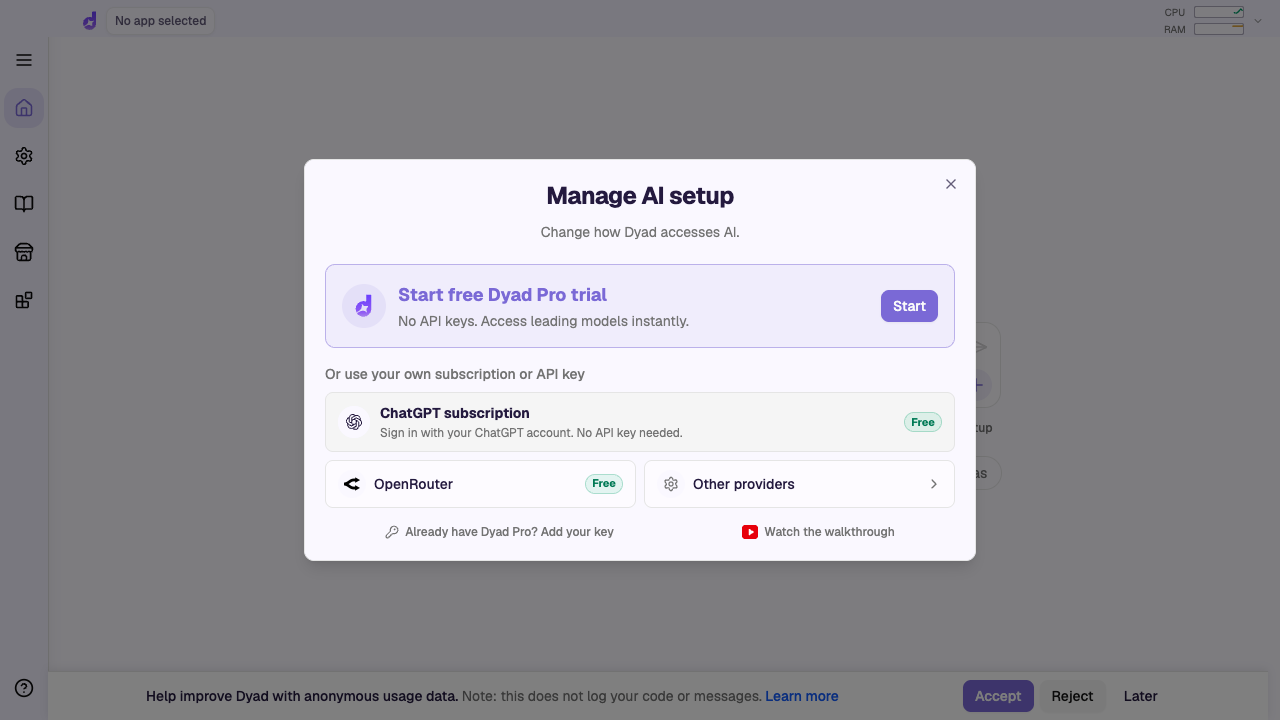 No app selected
CPU
RAM
Manage AI setup
Change how Dyad accesses AI.
Start free Dyad Pro trial
No API keys. Access leading models instantly.
Start
Or use your own subscription or API key
ChatGPT subscription
Sign in with your ChatGPT account. No API key needed.
Free
OpenRouter
Free
Other providers
Already have Dyad Pro? Add your key
Watch the walkthrough
Help improve Dyad with anonymous usage data. Note: this does not log your code or messages. Learn more
Accept
Reject
Later